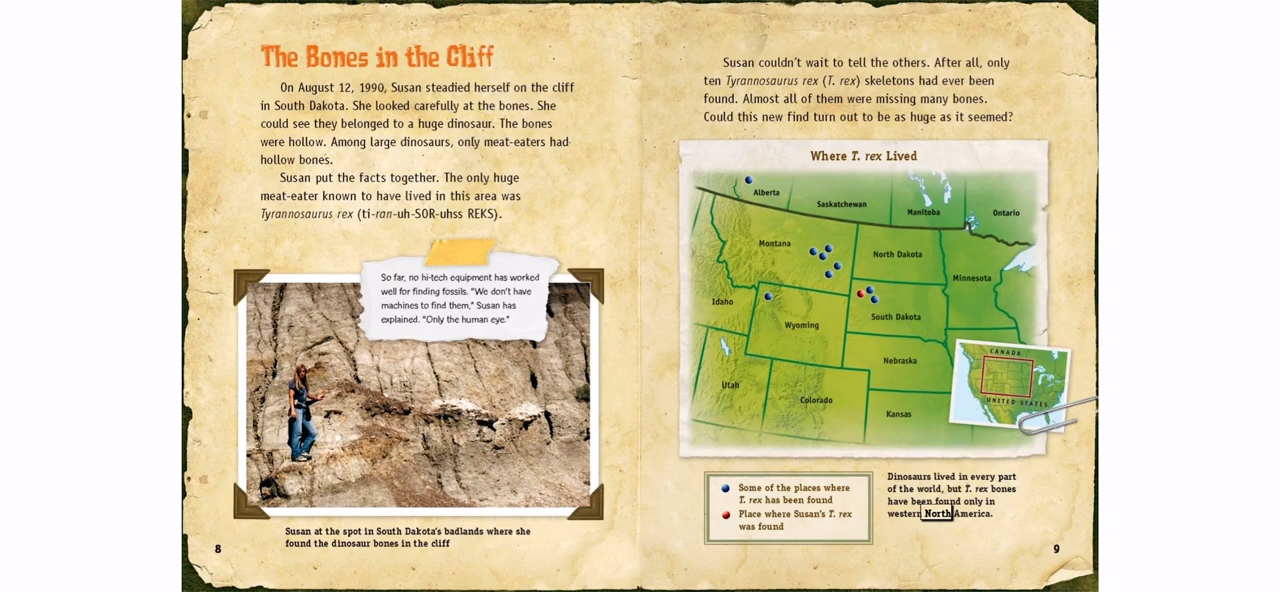 The Bones in the Cliff
On August 12, 1990, Susan steadied herself on the cliff
in South Dakota. She looked carefully at the bones. She
could see they belonged to a huge dinosaur. The bones
were hollow. Among large dinosaurs, only meat-eaters had
hollow bones.
Susan put the facts together. The only huge
meat-eater known to have lived in this area was
Tyrannosaurus rex (ti-ran-uh-SOR-uhss REKS).
So far, no hi-tech equipment has worked
well for finding fossils. "We don't have
machines to find them," Susan has
explained. "Only the human eye."
Susan at the spot in South Dakota's badlands where she
found the dinosaur bones in the cliff
8
Susan couldn't wait to tell the others. After all, only
ten Tyrannosaurus rex (T. rex) skeletons had ever been
found. Almost all of them were missing many bones.
Could this new find turn out to be as huge as it seemed?
Where T. rex Lived
Alberta
Saskatchewan
Manitoba
Ontario
Montana
North Dakota
Minnesota
Idaho
Wyoming
South Dakota
Nebraska
Utah
Colorado
Kansas
CANADA
UNITED STATES
Some of the places where
T. rex has been found
Place where Susan's T. rex
was found
Dinosaurs lived in every part
of the world, but T. rex bones
have been found only in
western North America.
9